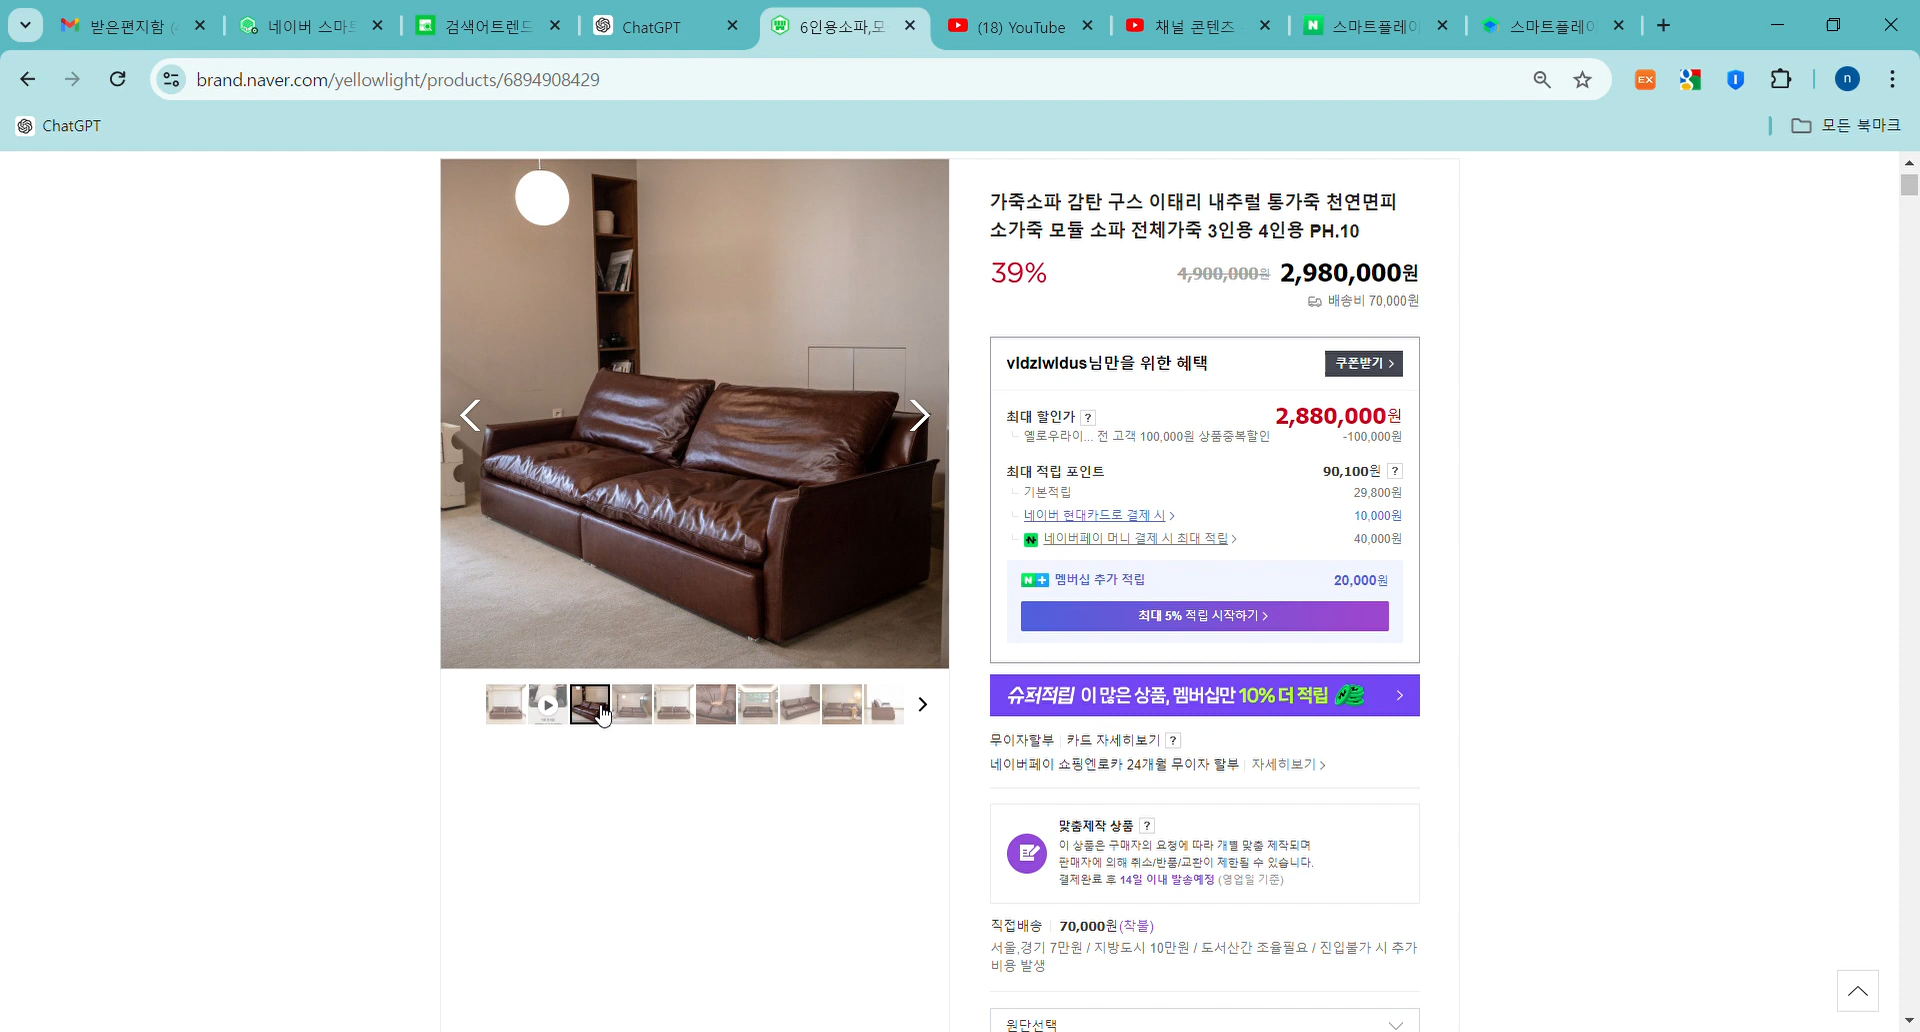 받은편지함
네이버 스마
검색어트렌드
ChatGPT
6인용소파,모
(18) YouTube
채널 콘텐츠
스마트플레이
스마트플레이
brand.naver.com/yellowlight/products/6894908429
EX
n
ChatGPT
모든 북마크
가죽소파 감탄 구스 이태리 내추럴 통가죽 천연면피
소가죽 모듈 소파 전체가죽 3인용 4인용 PH.10
39%
4,900,000원 2,980,000원
배송비 70,000원
vldzlwldus님만을 위한 혜택
쿠폰받기
최대 할인가 ?
2,880,000원
옐로우라이... 전 고객 100,000원 상품중복할인
-100,000원
최대 적립 포인트
90,100원 ?
기본적립
29,800원
네이버 현대카드로 결제 시
10,000원
네이버페이 머니 결제 시 최대 적립
40,000원
N+ 멤버십 추가 적립
20,000원
최대 5% 적립 시작하기
슈퍼적립 이 많은 상품, 멤버십만 10% 더 적립
무이자할부 카드 자세히보기 ?
네이버페이 쇼핑엔로카 24개월 무이자 할부 자세히보기
맞춤제작 상품 ?
이 상품은 구매자의 요청에 따라 개별 맞춤 제작되며
판매자에 의해 취소/반품/교환이 제한될 수 있습니다.
결제완료 후 14일 이내 발송예정 (영업일 기준)
직접배송 70,000원(착불)
서울,경기 7만원 / 지방도시 10만원 / 도서산간 조율필요 / 진입불가 시 추가
비용 발생
원단선택